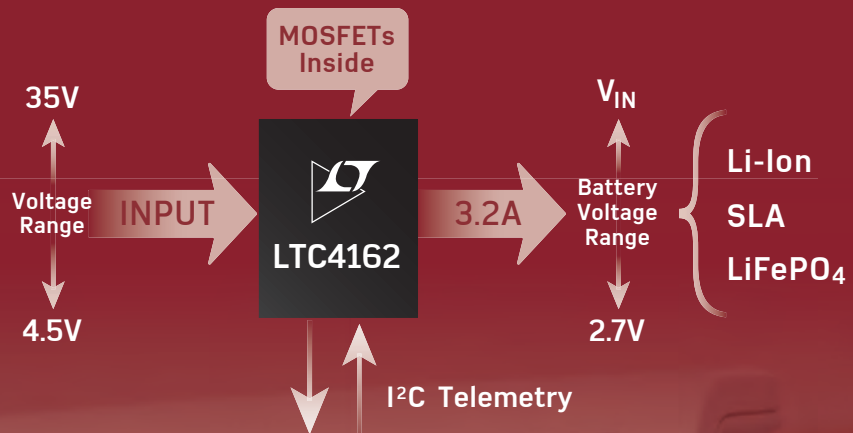 MOSFETs
Inside
35V
Voltage
Range
4.5V
INPUT
LTC4162
3.2A
V_IN
Battery
Voltage
Range
2.7V
Li-Ion
SLA
LiFePO₄
I²C Telemetry